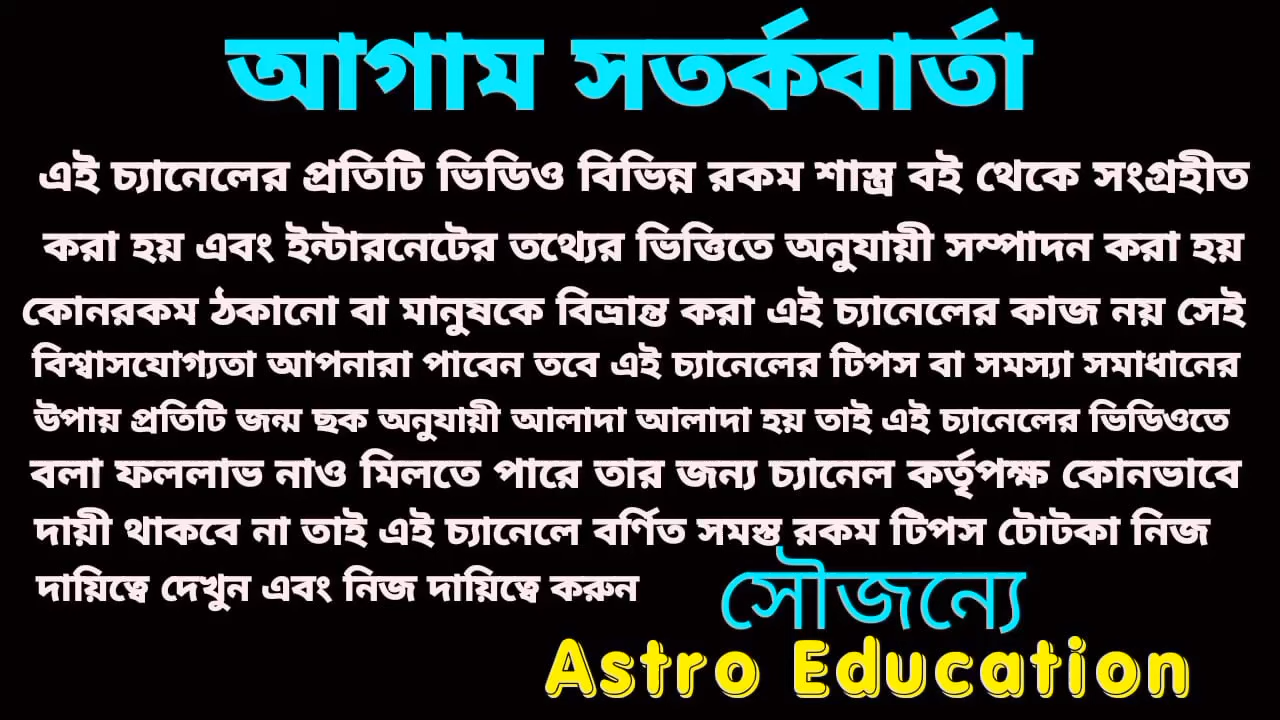 আগাম সতর্কবার্তা
এই চ্যানেলের প্রতিটি ভিডিও বিভিন্ন রকম শাস্ত্র বই থেকে সংগ্রহীত
করা হয় এবং ইন্টারনেটের তথ্যের ভিত্তিতে অনুযায়ী সম্পাদন করা হয়
কোনরকম ঠকানো বা মানুষকে বিভ্রান্ত করা এই চ্যানেলের কাজ নয় সেই
বিশ্বাসযোগ্যতা আপনারা পাবেন তবে এই চ্যানেলের টিপস বা সমস্যা সমাধানের
উপায় প্রতিটি জন্ম ছক অনুযায়ী আলাদা আলাদা হয় তাই এই চ্যানেলের ভিডিওতে
বলা ফললাভ নাও মিলতে পারে তার জন্য চ্যানেল কর্তৃপক্ষ কোনভাবে
দায়ী থাকবে না তাই এই চ্যানেলে বর্ণিত সমস্ত রকম টিপস টোটকা নিজ
দায়িত্বে দেখুন এবং নিজ দায়িত্বে করুন
সৌজন্যে
Astro Education